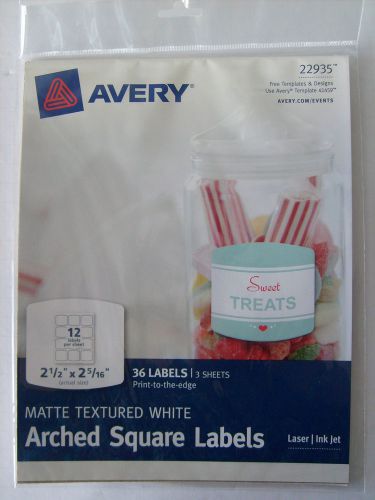 AVERY®
22935™
Free Templates & Designs
Use Avery® Template 41459™
AVERY.COM/EVENTS
Sweet
TREATS
12
labels
per sheet
2 1/2" x 2 5/16"
(actual size)
36 LABELS | 3 SHEETS
Print-to-the-edge
MATTE TEXTURED WHITE
Arched Square Labels
Laser | Ink Jet